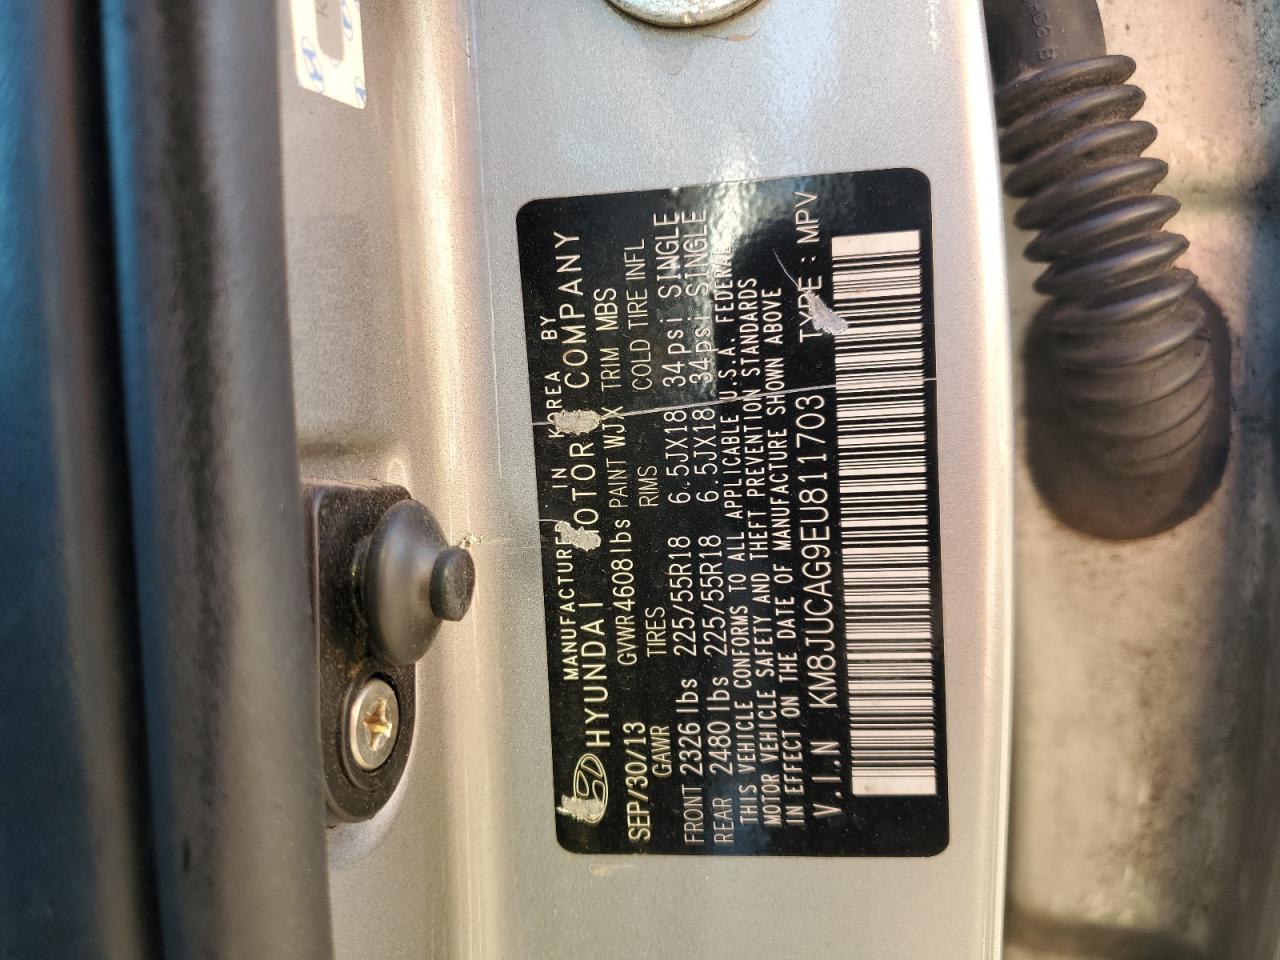 MANUFACTURED IN KOREA BY
HYUNDAI MOTOR COMPANY
SEP/30/13 GVWR 4608lbs PAINT WJX TRIM MBS
GAWR TIRES RIMS COLD TIRE INFL
FRONT 2326 lbs 225/55R18 6.5JX18 34psi SINGLE
REAR 2480 lbs 225/55R18 6.5JX18 34psi SINGLE
THIS VEHICLE CONFORMS TO ALL APPLICABLE U.S.A. FEDERAL
MOTOR VEHICLE SAFETY AND THEFT PREVENTION STANDARDS
IN EFFECT ON THE DATE OF MANUFACTURE SHOWN ABOVE
V.I.N KM8JUCAG9EU811703 TYPE : MPV